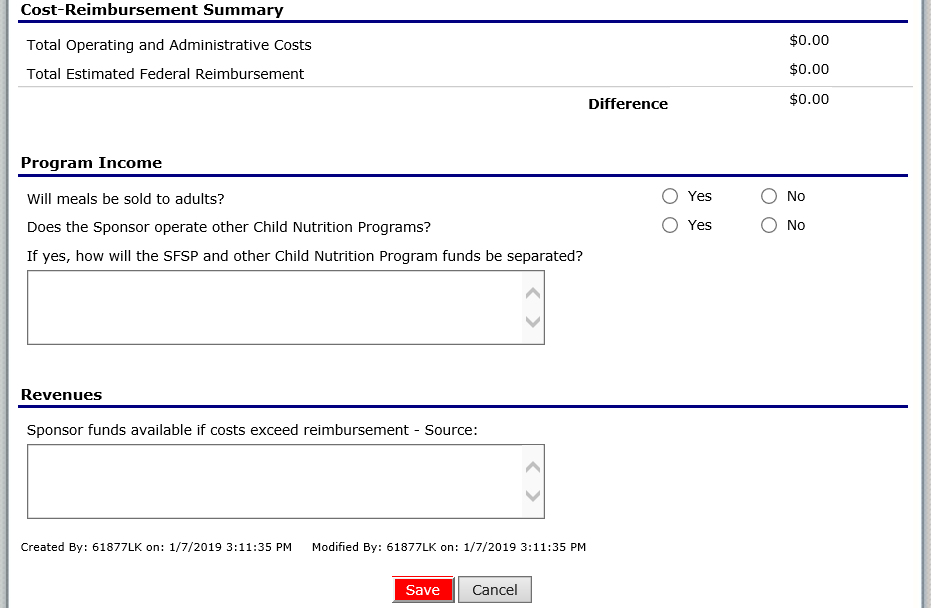 Cost-Reimbursement Summary
Total Operating and Administrative Costs $0.00
Total Estimated Federal Reimbursement $0.00
Difference $0.00
Program Income
Will meals be sold to adults? Yes No
Does the Sponsor operate other Child Nutrition Programs? Yes No
If yes, how will the SFSP and other Child Nutrition Program funds be separated?
Revenues
Sponsor funds available if costs exceed reimbursement - Source:
Created By: 61877LK on: 1/7/2019 3:11:35 PM Modified By: 61877LK on: 1/7/2019 3:11:35 PM
Save Cancel